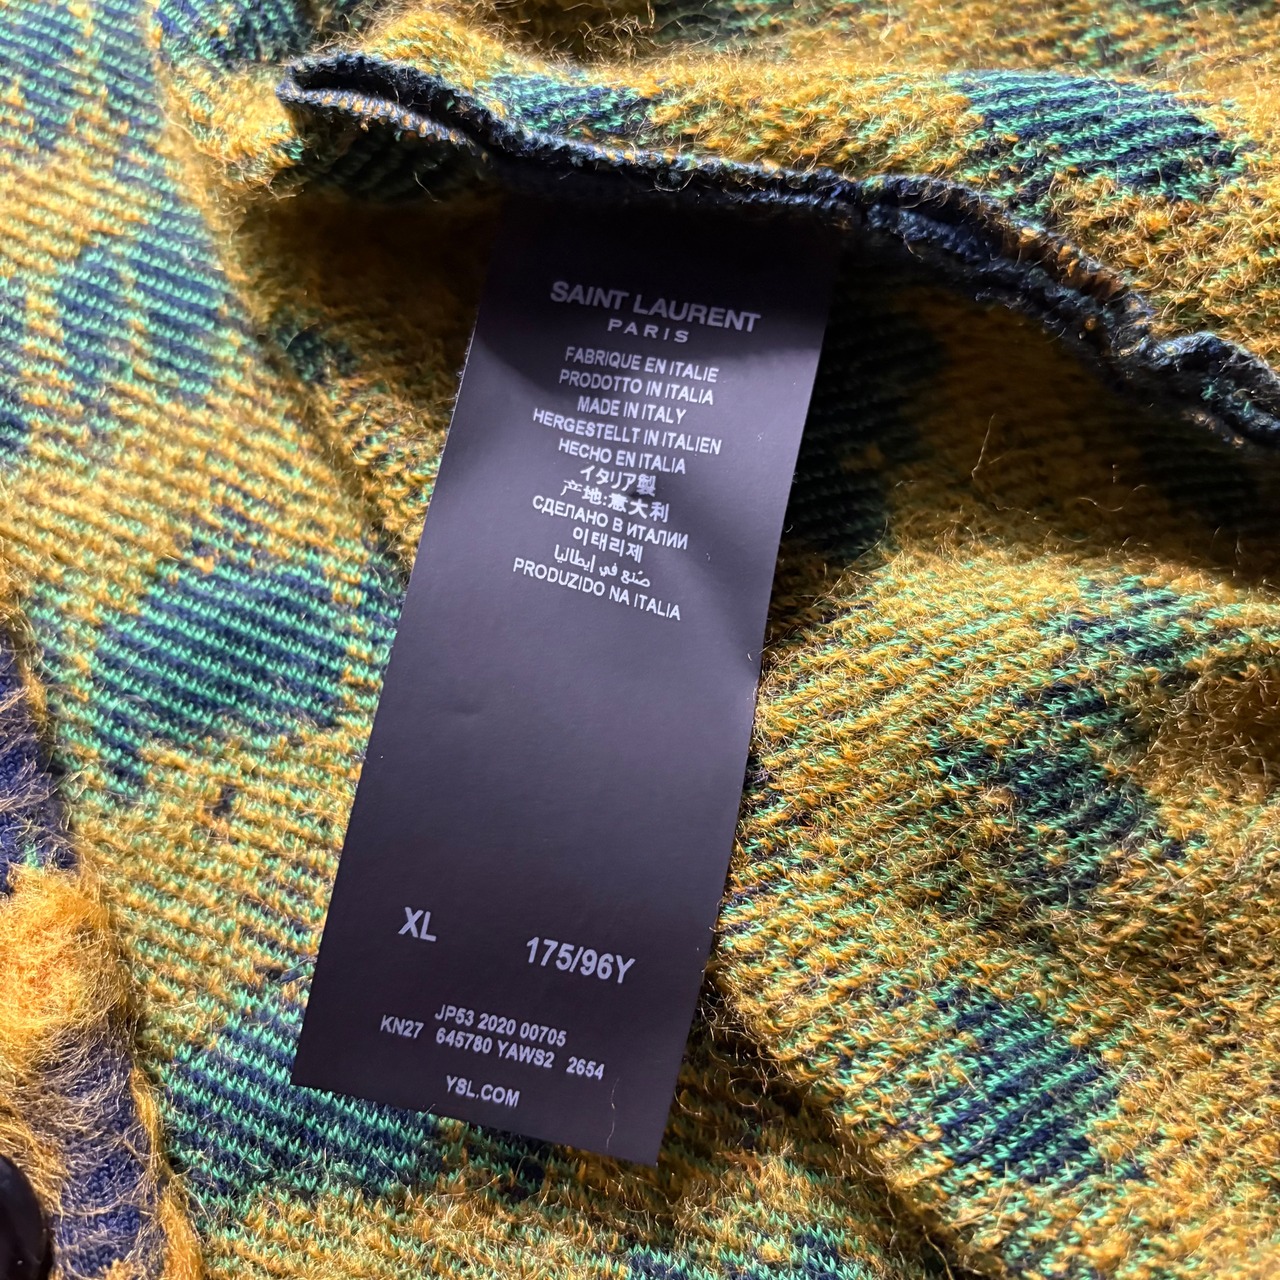 SAINT LAURENT
PARIS
FABRIQUE EN ITALIE
PRODOTTO IN ITALIA
MADE IN ITALY
HERGESTELLT IN ITALIEN
HECHO EN ITALIA
イタリア製
产地:意大利
СДЕЛАНО В ИТАЛИИ
이태리제
صُنع في ايطاليا
PRODUZIDO NA ITALIA
XL 175/96Y
JP53 2020 00705
KN27 645780 YAWS2 2654
YSL.COM